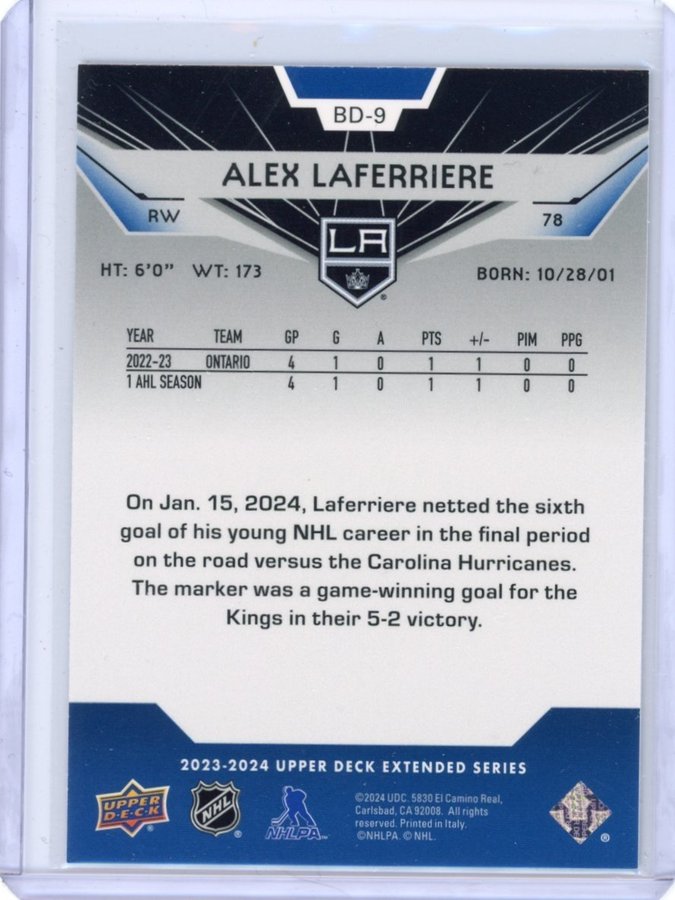 BD-9
ALEX LAFERRIERE
RW
78
LA
HT: 6'0" WT: 173
BORN: 10/28/01
YEAR TEAM GP G A PTS +/- PIM PPG
2022-23 ONTARIO 4 1 0 1 1 0 0
1 AHL SEASON 4 1 0 1 1 0 0
On Jan. 15, 2024, Laferriere netted the sixth
goal of his young NHL career in the final period
on the road versus the Carolina Hurricanes.
The marker was a game-winning goal for the
Kings in their 5-2 victory.
2023-2024 UPPER DECK EXTENDED SERIES
UPPER
D·E·C·K
NHL
NHLPA
©2024 UDC. 5830 El Camino Real,
Carlsbad, CA 92008. All rights
reserved. Printed in Italy.
©NHLPA. © NHL.